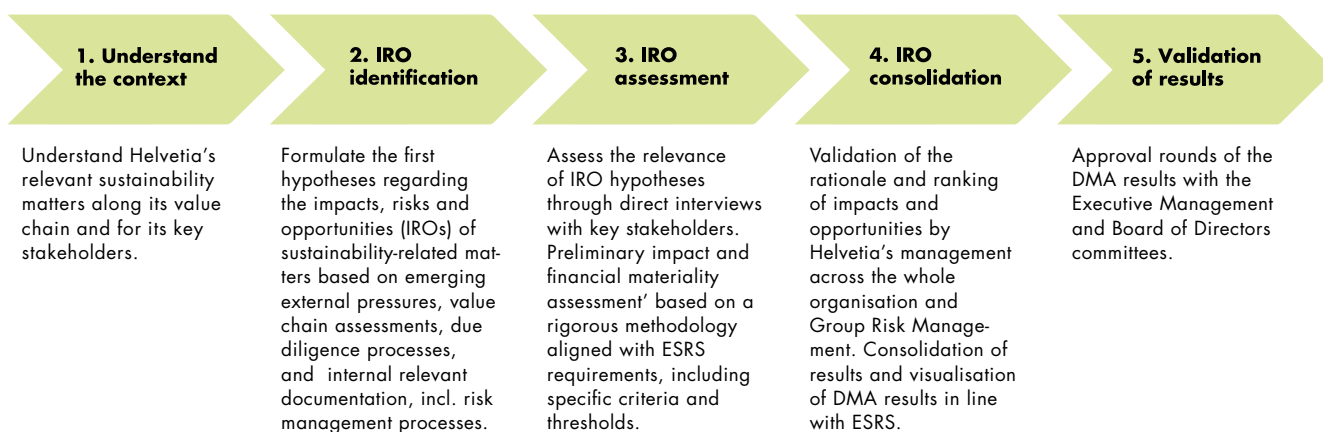 1. Understand
the context
2. IRO
identification
3. IRO
assessment
4. IRO
consolidation
5. Validation
of results
Understand Helvetia's
relevant sustainability
matters along its value
chain and for its key
stakeholders.
Formulate the first
hypotheses regarding
the impacts, risks and
opportunities (IROs) of
sustainability-related mat-
ters based on emerging
external pressures, value
chain assessments, due
diligence processes,
and  internal relevant
documentation, incl. risk
management processes.
Assess the relevance
of IRO hypotheses
through direct interviews
with key stakeholders.
Preliminary impact and
financial materiality
assessment' based on a
rigorous methodology
aligned with ESRS
requirements, including
specific criteria and
thresholds.
Validation of the
rationale and ranking
of impacts and
opportunities by
Helvetia's management
across the whole
organisation and
Group Risk Manage-
ment. Consolidation of
results and visualisation
of DMA results in line
with ESRS.
Approval rounds of the
DMA results with the
Executive Management
and Board of Directors
committees.